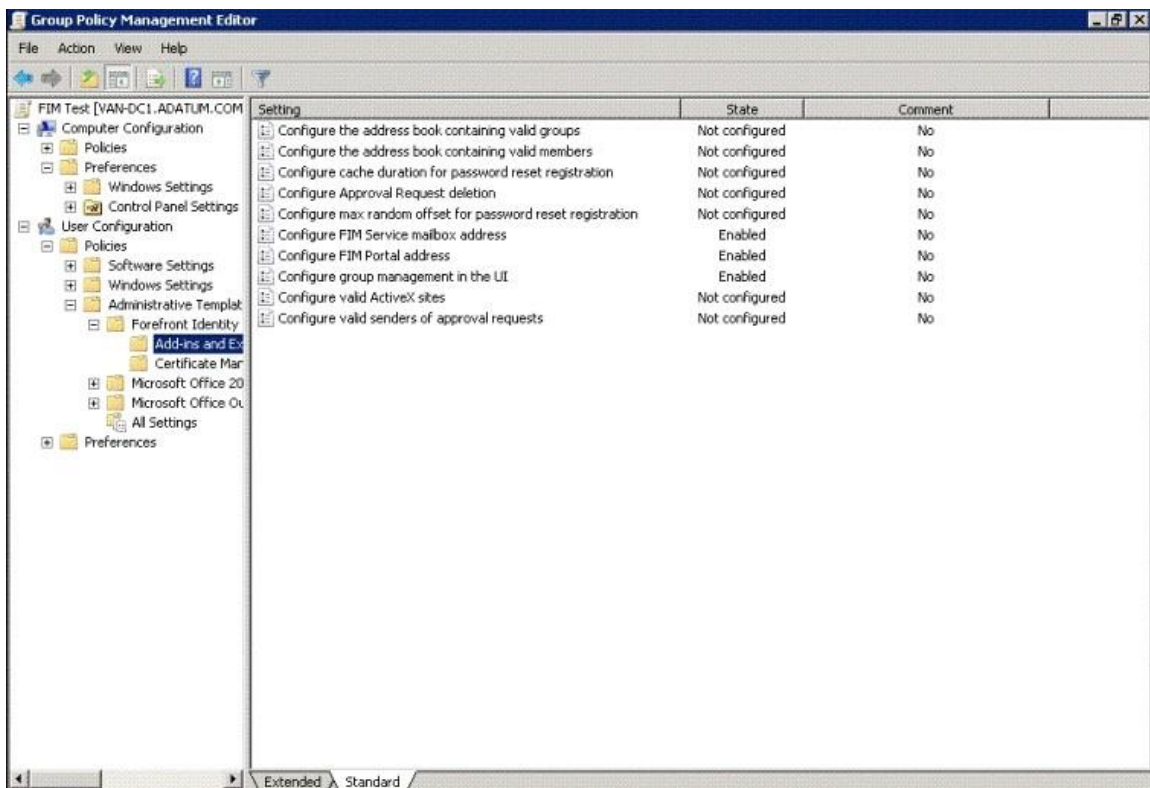 Group Policy Management Editor
File Action View Help
FIM Test [VAN-DC1.ADATUM.COM
Computer Configuration
Policies
Preferences
Windows Settings
Control Panel Settings
User Configuration
Policies
Software Settings
Windows Settings
Administrative Templat
Forefront Identity
Add-ins and Ex
Certificate Mar
Microsoft Office 20
Microsoft Office Ou
All Settings
Preferences
Setting State Comment
Configure the address book containing valid groups Not configured No
Configure the address book containing valid members Not configured No
Configure cache duration for password reset registration Not configured No
Configure Approval Request deletion Not configured No
Configure max random offset for password reset registration Not configured No
Configure FIM Service mailbox address Enabled No
Configure FIM Portal address Enabled No
Configure group management in the UI Enabled No
Configure valid ActiveX sites Not configured No
Configure valid senders of approval requests Not configured No
Extended Standard